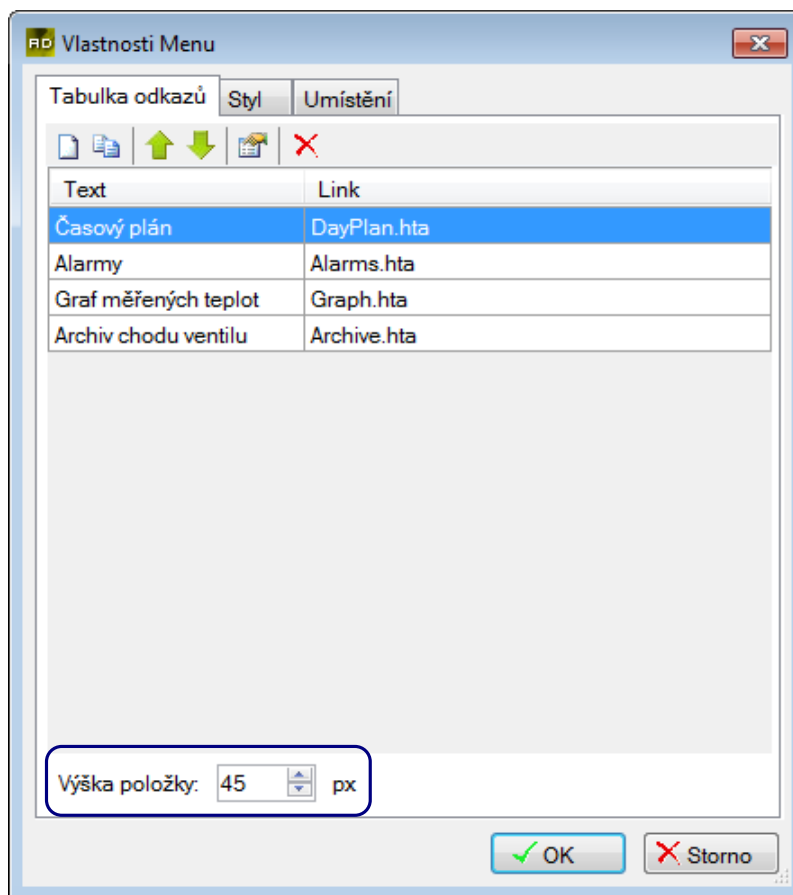 RD Vlastnosti Menu
Tabulka odkazů Styl Umístění
Text Link
Časový plán DayPlan.hta
Alarmy Alarms.hta
Graf měřených teplot Graph.hta
Archiv chodu ventilu Archive.hta
Výška položky: 45 px
OK Storno